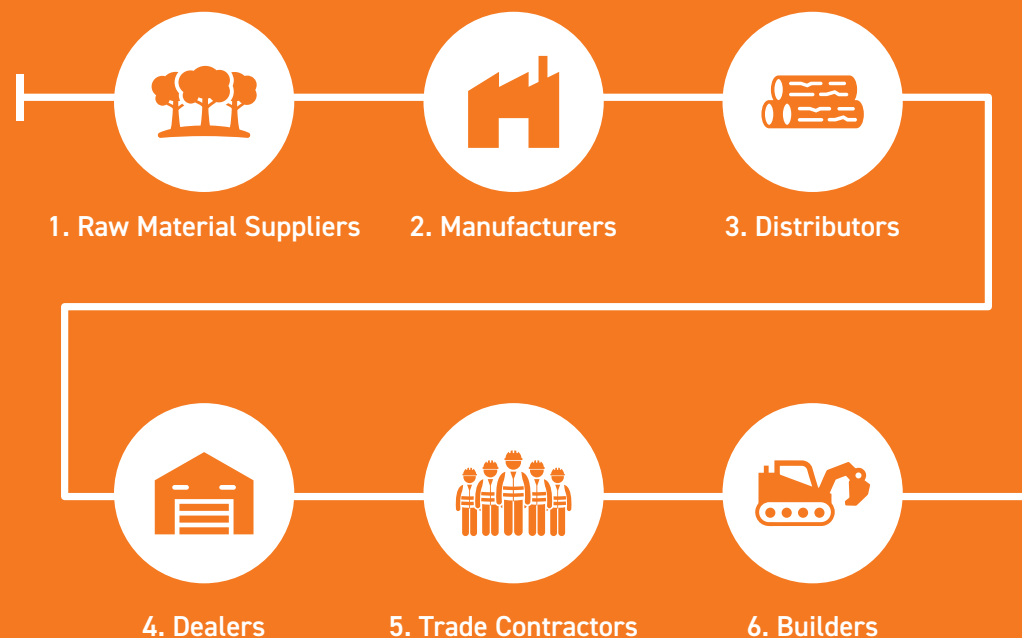 1. Raw Material Suppliers
2. Manufacturers
3. Distributors
4. Dealers
5. Trade Contractors
6. Builders